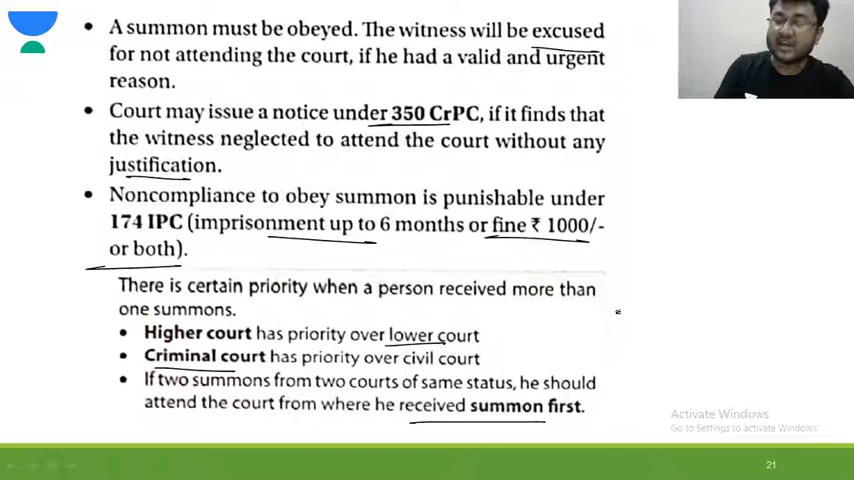 • A summon must be obeyed. The witness will be excused
for not attending the court, if he had a valid and urgent
reason.
• Court may issue a notice under 350 CrPC, if it finds that
the witness neglected to attend the court without any
justification.
• Noncompliance to obey summon is punishable under
174 IPC (imprisonment up to 6 months or fine ₹ 1000/-
or both).
There is certain priority when a person received more than
one summons.
• Higher court has priority over lower court
• Criminal court has priority over civil court
• If two summons from two courts of same status, he should
attend the court from where he received summon first.
Activate Windows
Go to Settings to activate Windows.
21